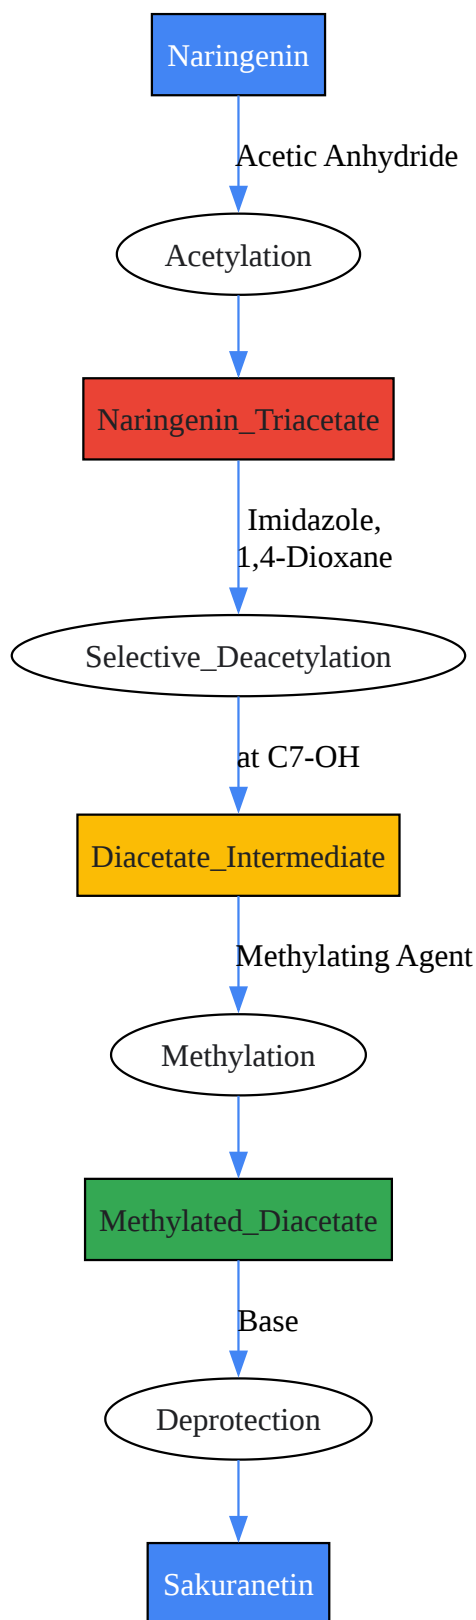 Naringenin
Acetic Anhydride
Acetylation
Naringenin_Triacetate
Imidazole,
1,4-Dioxane
Selective_Deacetylation
at C7-OH
Diacetate_Intermediate
Methylating Agent
Methylation
Methylated_Diacetate
Base
Deprotection
Sakuranetin